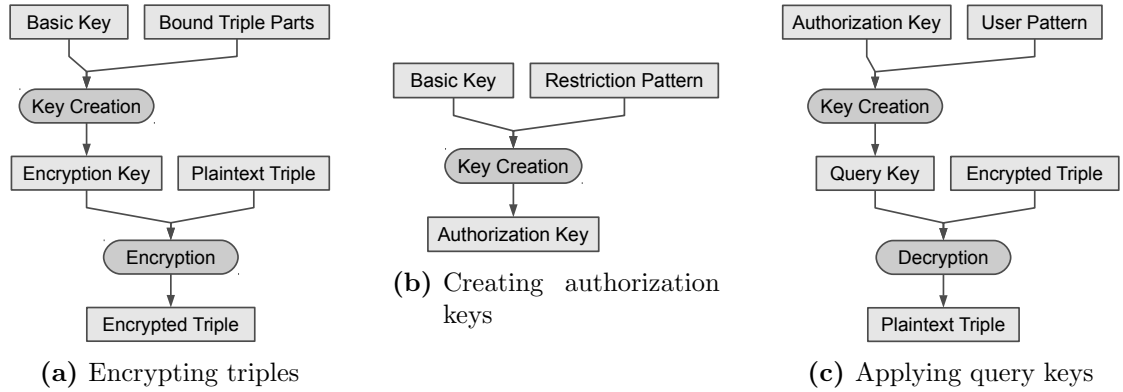 Basic Key
Bound Triple Parts
Key Creation
Encryption Key
Plaintext Triple
Encryption
Encrypted Triple
(a) Encrypting triples
Basic Key
Restriction Pattern
Key Creation
Authorization Key
(b) Creating authorization
keys
Authorization Key
User Pattern
Key Creation
Query Key
Encrypted Triple
Decryption
Plaintext Triple
(c) Applying query keys